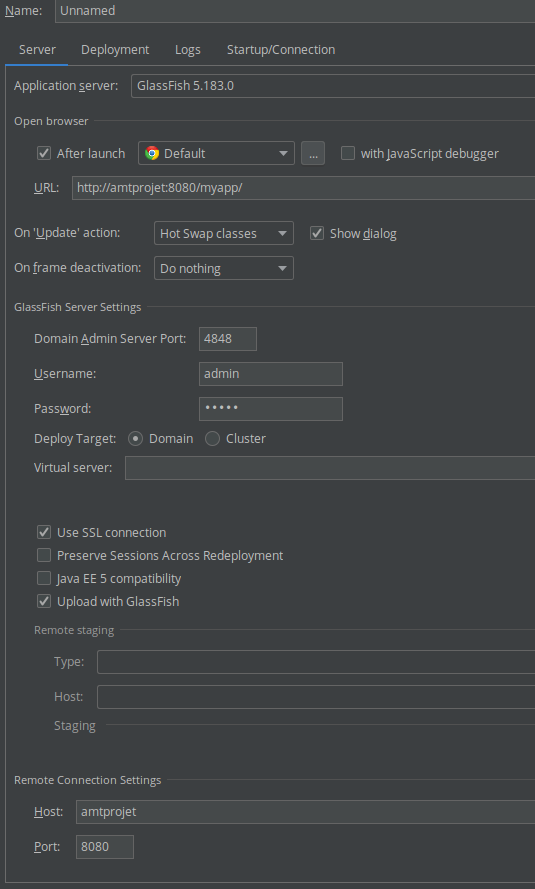 Name: Unnamed
Server Deployment Logs Startup/Connection
Application server: GlassFish 5.183.0
Open browser
After launch Default ... with JavaScript debugger
URL: http://amtprojet:8080/myapp/
On 'Update' action: Hot Swap classes Show dialog
On frame deactivation: Do nothing
GlassFish Server Settings
Domain Admin Server Port: 4848
Username: admin
Password: •••••
Deploy Target: Domain Cluster
Virtual server:
Use SSL connection
Preserve Sessions Across Redeployment
Java EE 5 compatibility
Upload with GlassFish
Remote staging
Type:
Host:
Staging
Remote Connection Settings
Host: amtprojet
Port: 8080